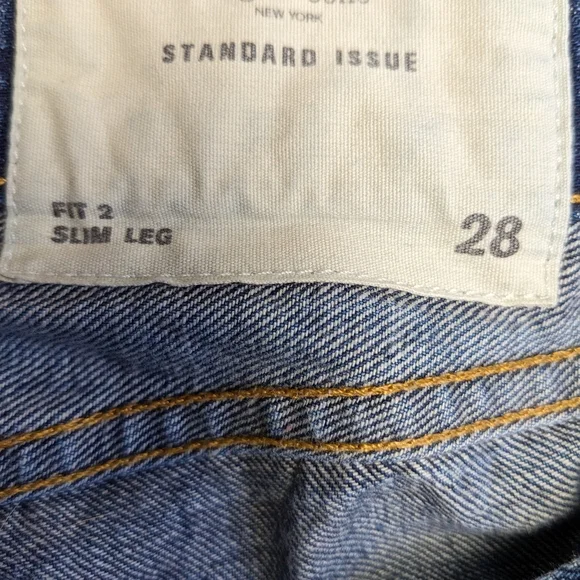 NEW YORK
STANDARD ISSUE
FIT 2
SLIM LEG
28